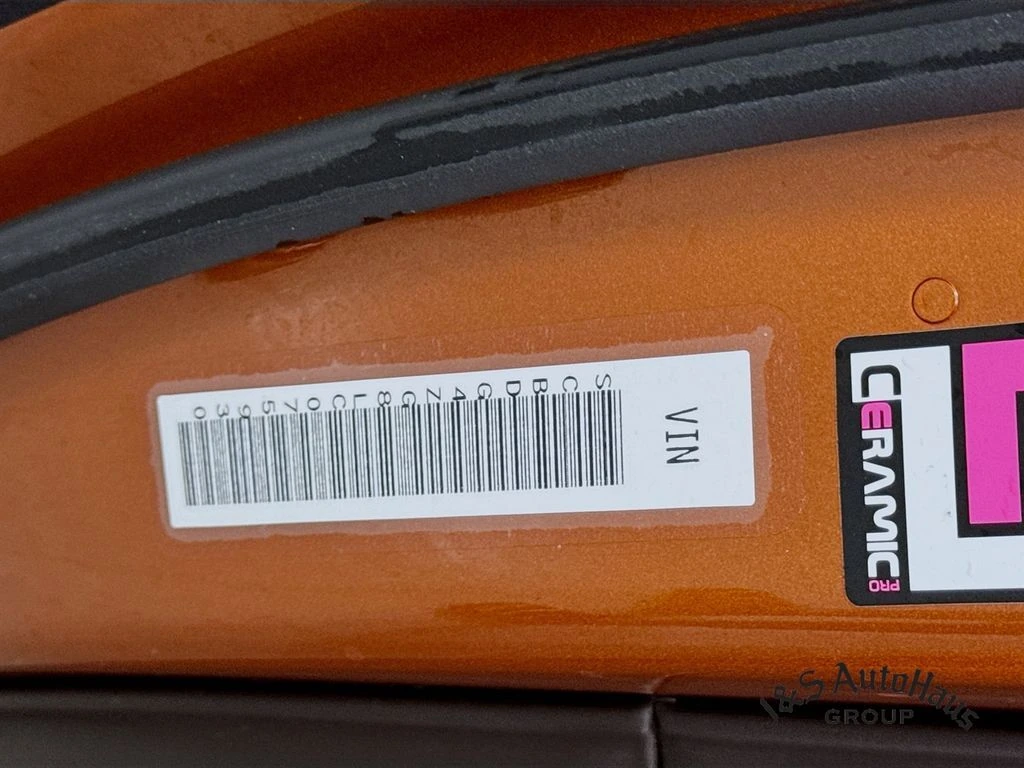 VIN
SCBDG4ZG8LC075930
CERAMIC
PRO
J&S AutoHaus
GROUP